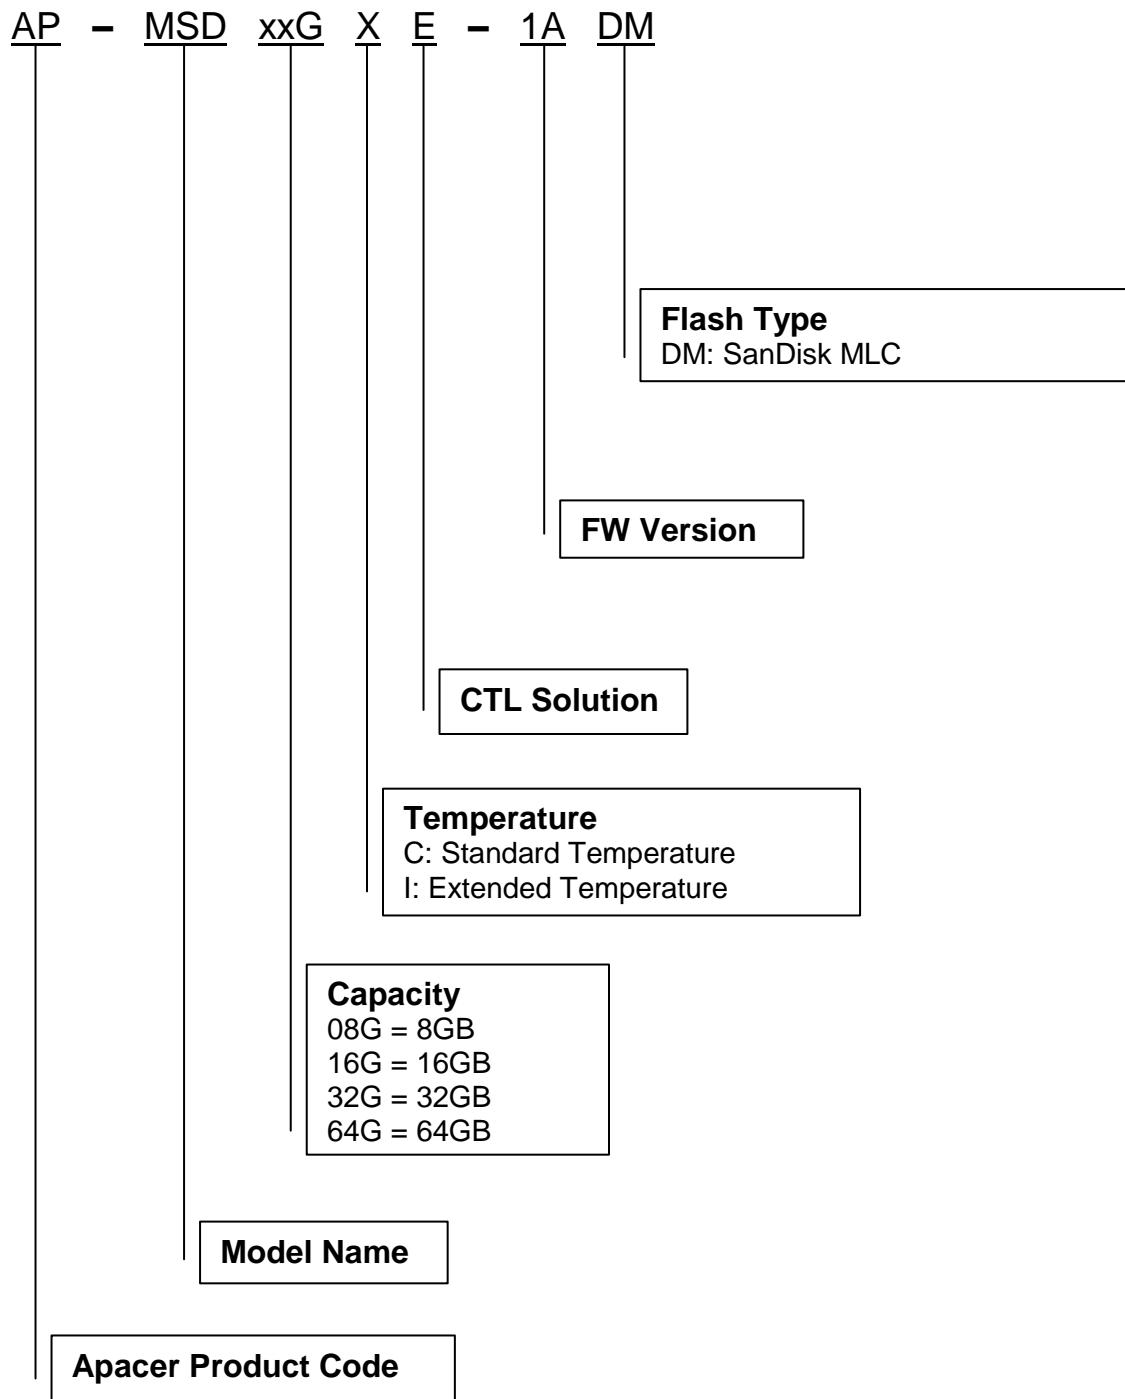 AP – MSD xxG X E – 1A DM
Flash Type
DM: SanDisk MLC
FW Version
CTL Solution
Temperature
C: Standard Temperature
I: Extended Temperature
Capacity
08G = 8GB
16G = 16GB
32G = 32GB
64G = 64GB
Model Name
Apacer Product Code